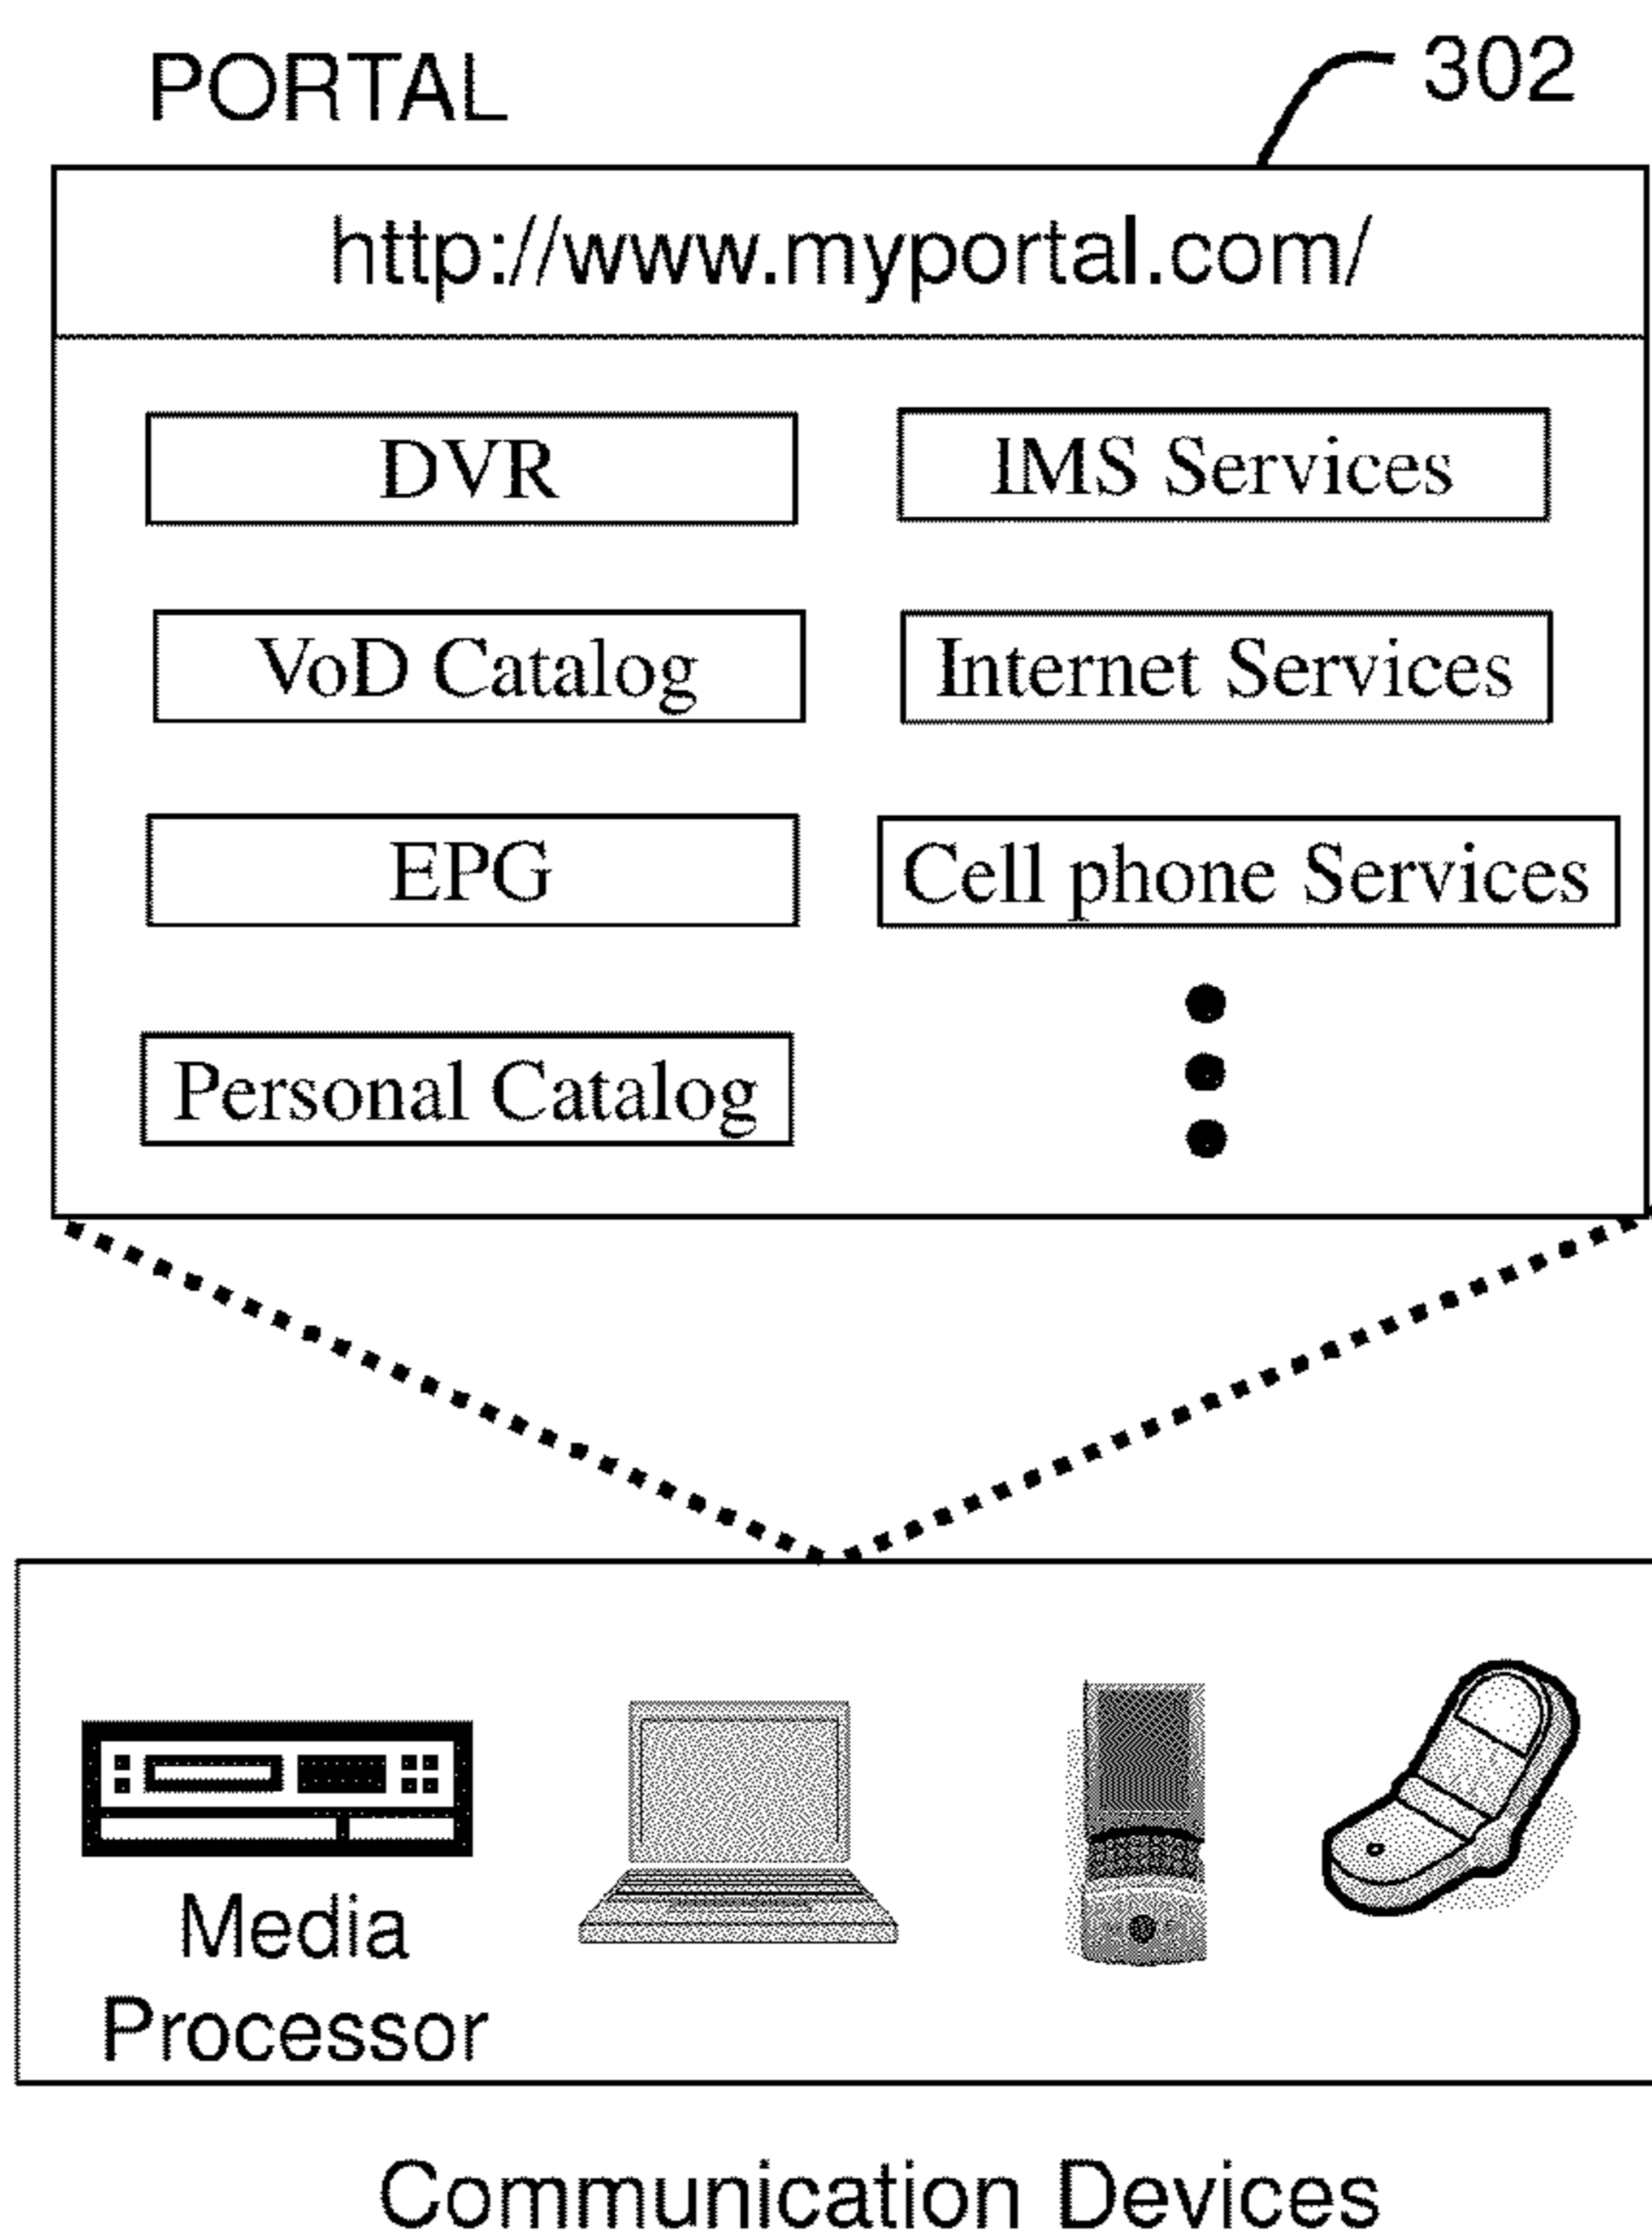 PORTAL
302
http://www.myportal.com/
DVR
IMS Services
VoD Catalog
Internet Services
EPG
Cell phone Services
Personal Catalog
Media
Processor
Communication Devices